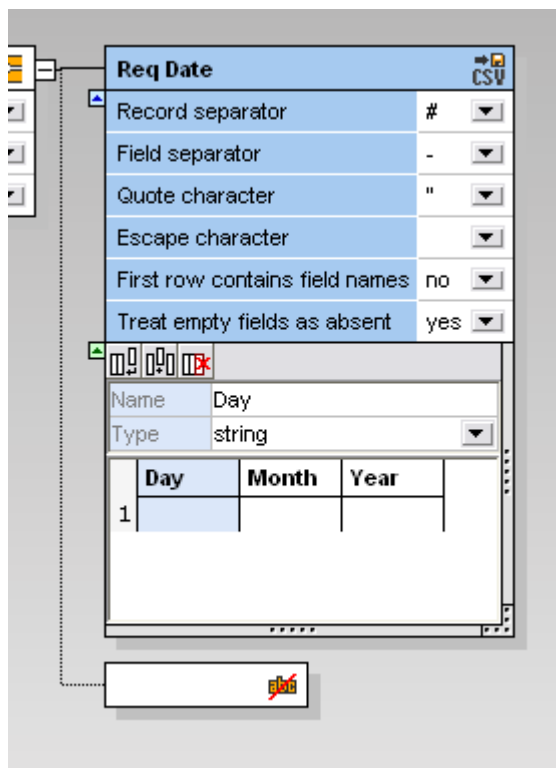 Req Date
CSV
Record separator #
Field separator -
Quote character "
Escape character
First row contains field names no
Treat empty fields as absent yes
Name Day
Type string
Day Month Year
1
abc